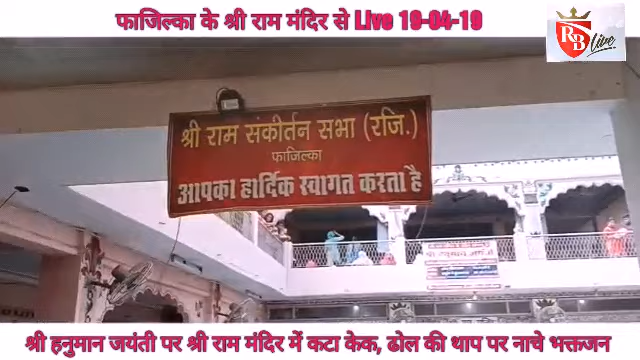 फाजिल्का के श्री राम मंदिर से Live 19-04-19
RB
Live
श्री राम संकीर्तन सभा (रजि.)
फाजिल्का
आपका हार्दिक स्वागत करता है
श्री हनुमान जयंती पर श्री राम मंदिर में कटा केक, ढोल की थाप पर नाचे भक्तजन